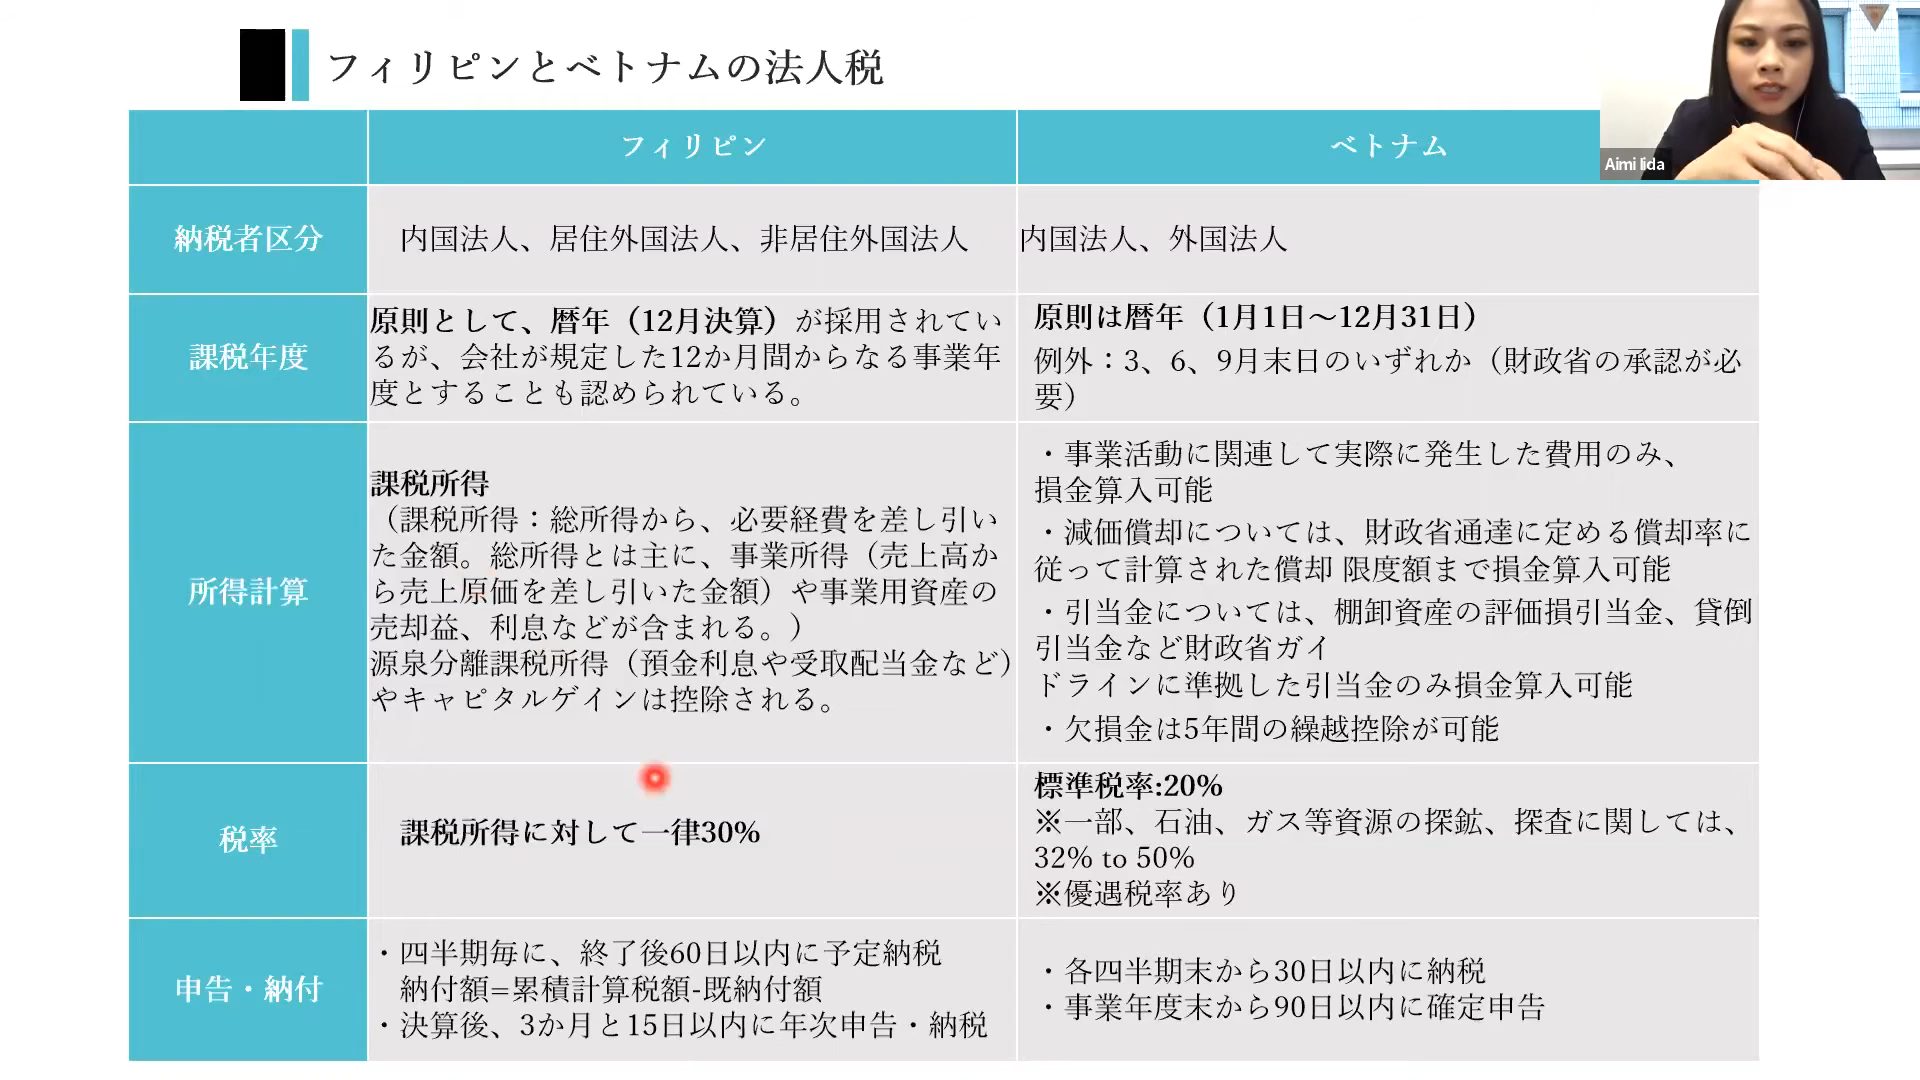 フィリピンとベトナムの法人税
Aimi Iida
フィリピン
ベトナム
納税者区分
内国法人、居住外国法人、非居住外国法人
内国法人、外国法人
課税年度
原則として、暦年（12月決算）が採用されてい
るが、会社が規定した12か月間からなる事業年
度とすることも認められている。
原則は暦年（1月1日～12月31日）
例外：3、6、9月末日のいずれか（財政省の承認が必
要）
所得計算
課税所得
（課税所得：総所得から、必要経費を差し引い
た金額。総所得とは主に、事業所得（売上高か
ら売上原価を差し引いた金額）や事業用資産の
売却益、利息などが含まれる。）
源泉分離課税所得（預金利息や受取配当金など）
やキャピタルゲインは控除される。
・事業活動に関連して実際に発生した費用のみ、
損金算入可能
・減価償却については、財政省通達に定める償却率に
従って計算された償却 限度額まで損金算入可能
・引当金については、棚卸資産の評価損引当金、貸倒
引当金など財政省ガイ
ドラインに準拠した引当金のみ損金算入可能
・欠損金は5年間の繰越控除が可能
税率
課税所得に対して一律30%
標準税率:20%
※一部、石油、ガス等資源の探鉱、探査に関しては、
32% to 50%
※優遇税率あり
申告・納付
・四半期毎に、終了後60日以内に予定納税
納付額=累積計算税額-既納付額
・決算後、3か月と15日以内に年次申告・納税
・各四半期末から30日以内に納税
・事業年度末から90日以内に確定申告